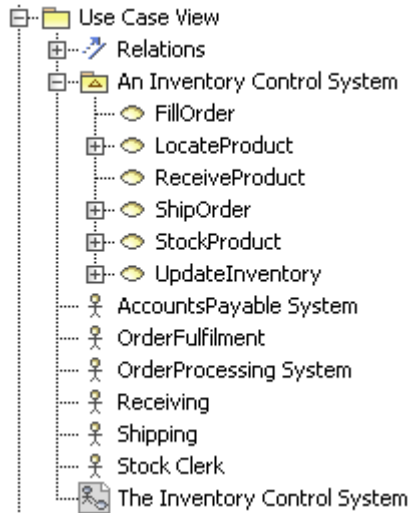 Use Case View
Relations
An Inventory Control System
FillOrder
LocateProduct
ReceiveProduct
ShipOrder
StockProduct
UpdateInventory
AccountsPayable System
OrderFulfilment
OrderProcessing System
Receiving
Shipping
Stock Clerk
The Inventory Control System